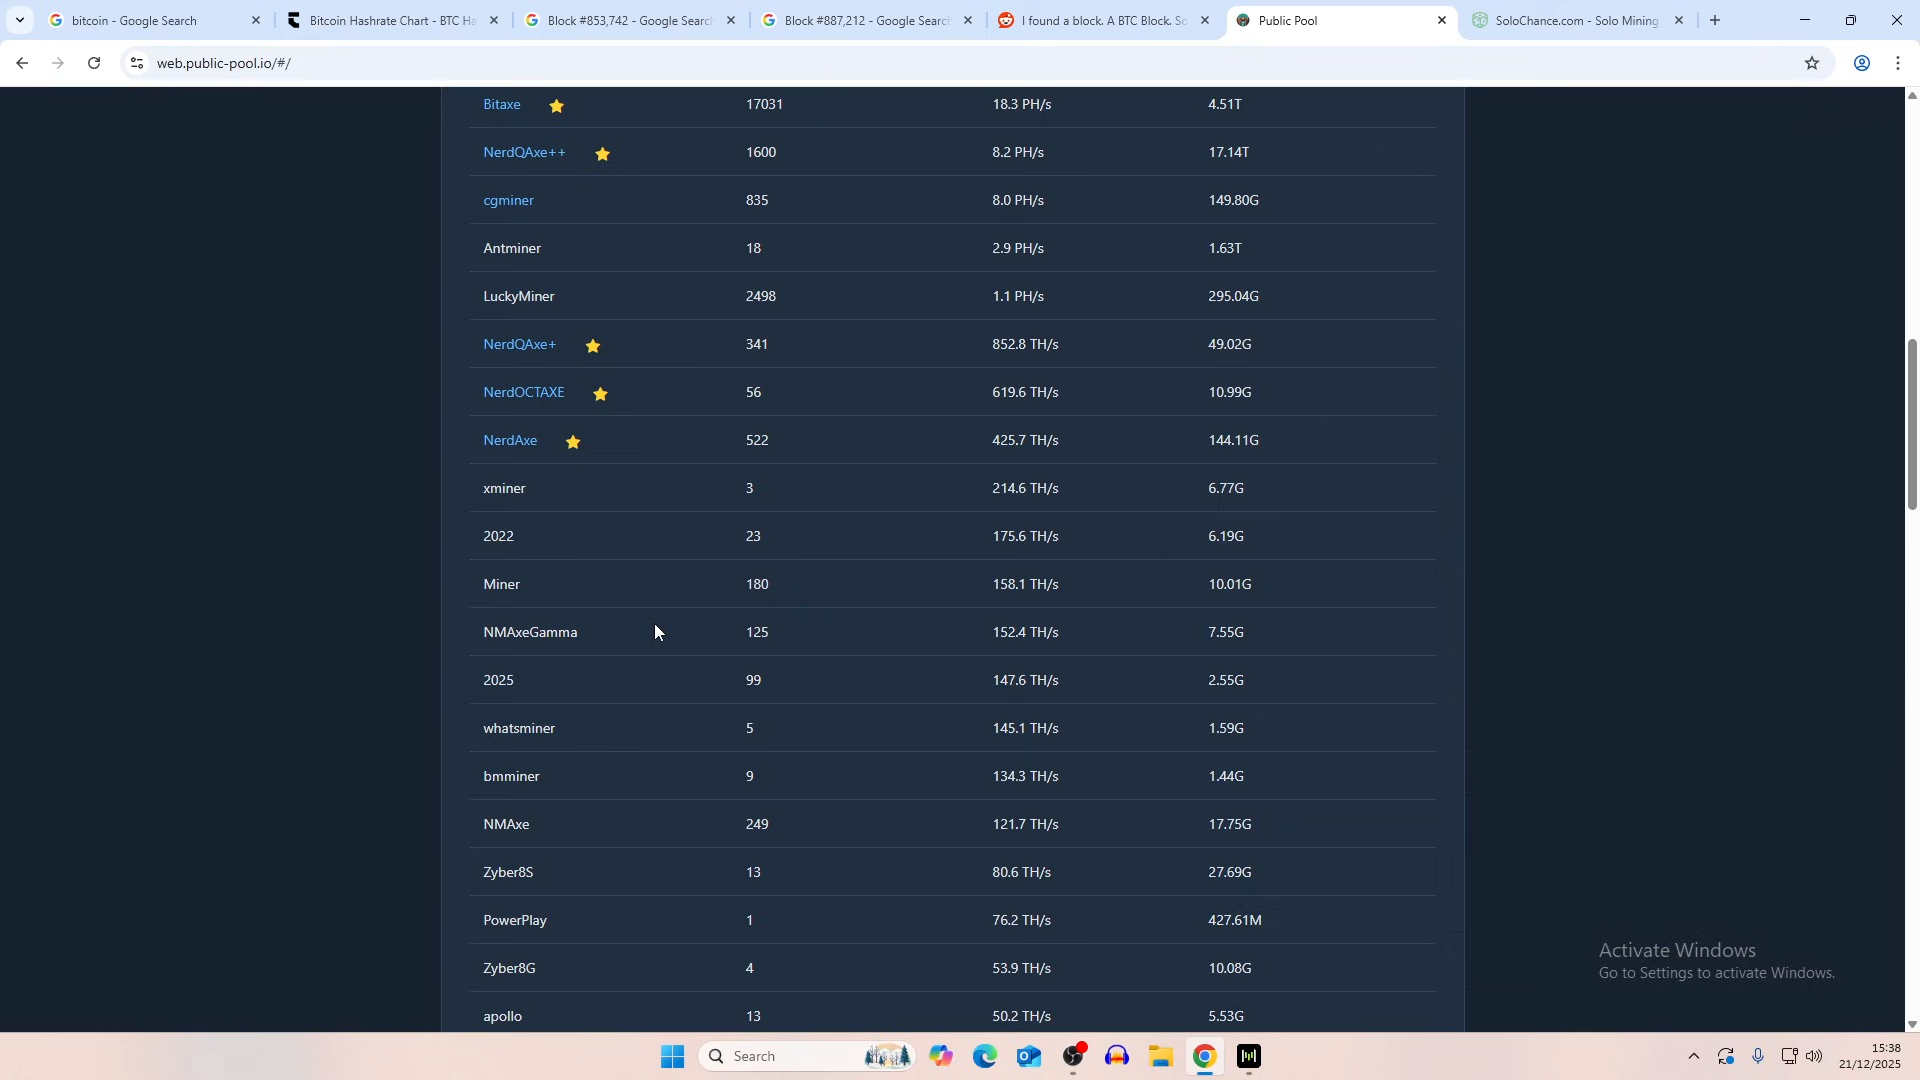 bitcoin - Google Search
Bitcoin Hashrate Chart - BTC Ha
Block #853,742 - Google Search
Block #887,212 - Google Search
I found a block. A BTC Block. So
Public Pool
SoloChance.com - Solo Mining
web.public-pool.io/#/
Bitaxe 17031 18.3 PH/s 4.51T
NerdQAxe++ 1600 8.2 PH/s 17.14T
cgminer 835 8.0 PH/s 149.80G
Antminer 18 2.9 PH/s 1.63T
LuckyMiner 2498 1.1 PH/s 295.04G
NerdQAxe+ 341 852.8 TH/s 49.02G
NerdOCTAXE 56 619.6 TH/s 10.99G
NerdAxe 522 425.7 TH/s 144.11G
xminer 3 214.6 TH/s 6.77G
2022 23 175.6 TH/s 6.19G
Miner 180 158.1 TH/s 10.01G
NMAxeGamma 125 152.4 TH/s 7.55G
2025 99 147.6 TH/s 2.55G
whatsminer 5 145.1 TH/s 1.59G
bmminer 9 134.3 TH/s 1.44G
NMAxe 249 121.7 TH/s 17.75G
Zyber8S 13 80.6 TH/s 27.69G
PowerPlay 1 76.2 TH/s 427.61M
Zyber8G 4 53.9 TH/s 10.08G
apollo 13 50.2 TH/s 5.53G
Activate Windows
Go to Settings to activate Windows.
Search
15:38
21/12/2025